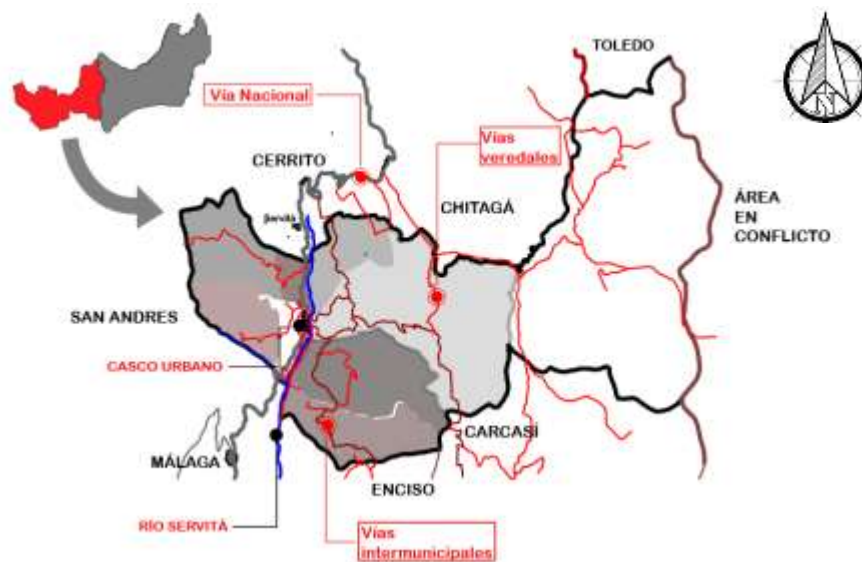 TOLEDO
N
Vía Nacional
Vías
veredales
CERRITO
CHITAGÁ
ÁREA
EN
CONFLICTO
Servitá
SAN ANDRES
CASCO URBANO
CARCASÍ
MÁLAGA
ENCISO
RÍO SERVITÀ
Vías
intermunicipales